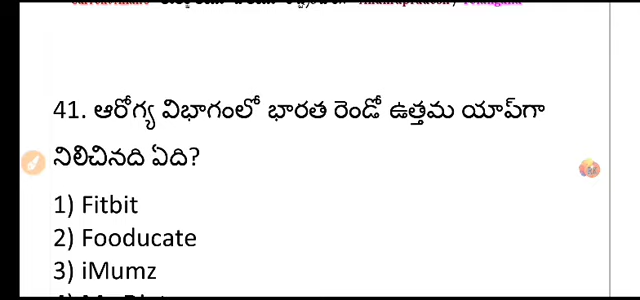 41. ఆరోగ్య విభాగంలో భారత రెండో ఉత్తమ యాప్‌గా
నిలిచినది ఏది?
1) Fitbit
2) Fooducate
3) iMumz